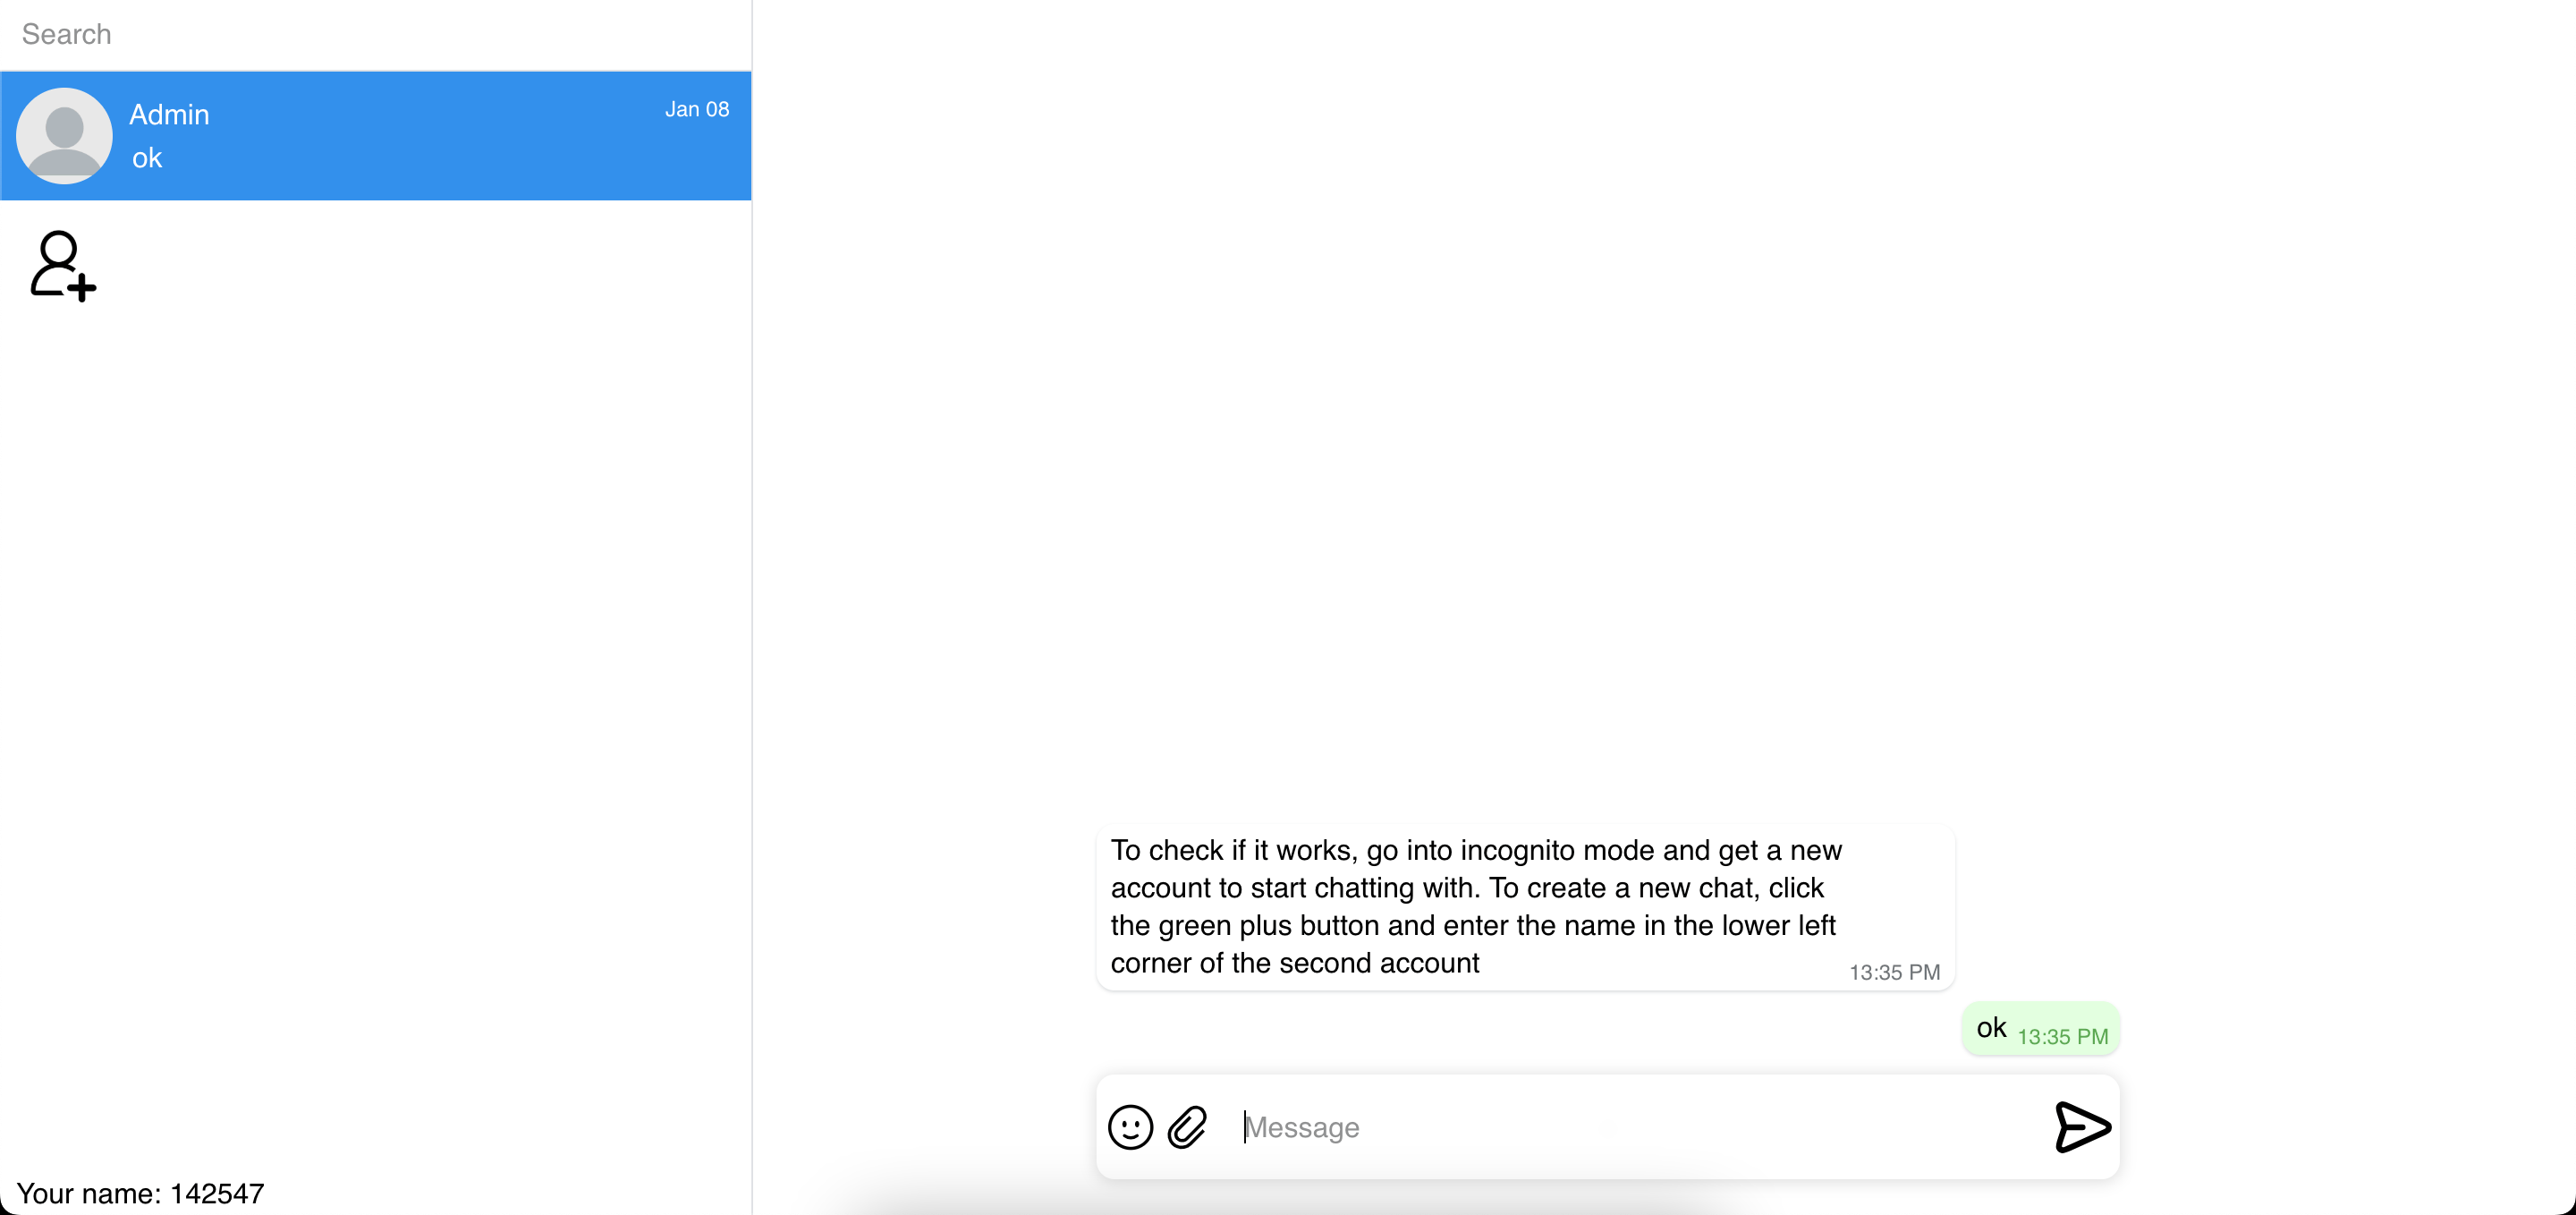 Search
Admin
Jan 08
ok
To check if it works, go into incognito mode and get a new
account to start chatting with. To create a new chat, click
the green plus button and enter the name in the lower left
corner of the second account
13:35 PM
ok 13:35 PM
Message
Your name: 142547